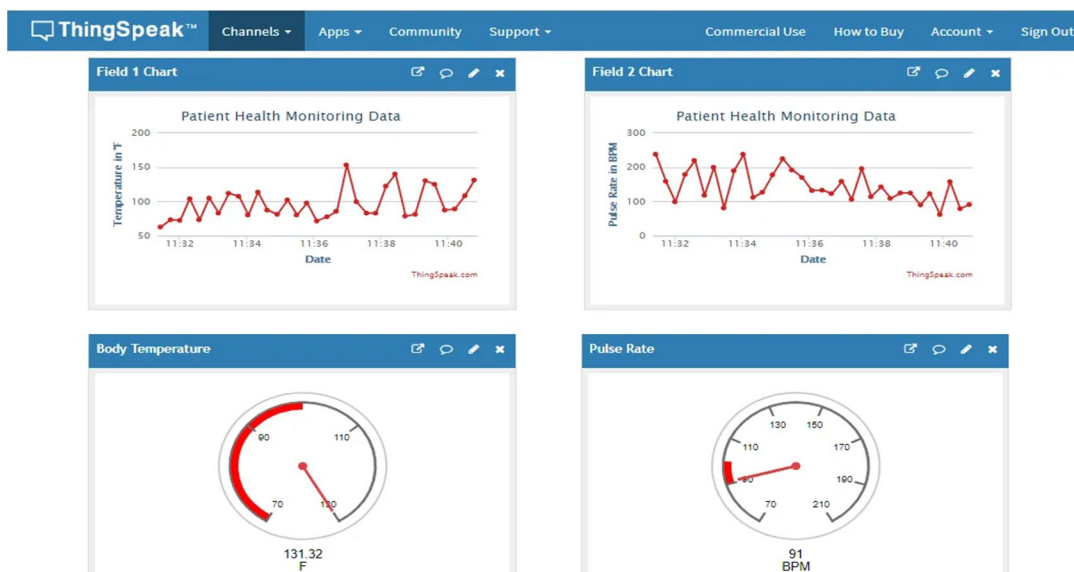 ThingSpeak™ Channels Apps Community Support Commercial Use How to Buy Account Sign Out
Field 1 Chart
Patient Health Monitoring Data
200
150
100
50
Temperature in °F
11:32 11:34 11:36 11:38 11:40
Date
ThingSpeak.com
Field 2 Chart
Patient Health Monitoring Data
300
200
100
0
Pulse Rate in BPM
11:32 11:34 11:36 11:38 11:40
Date
ThingSpeak.com
Body Temperature
90 110
70
131.32
F
Pulse Rate
130 150
110 170
90 190
70 210
91
BPM